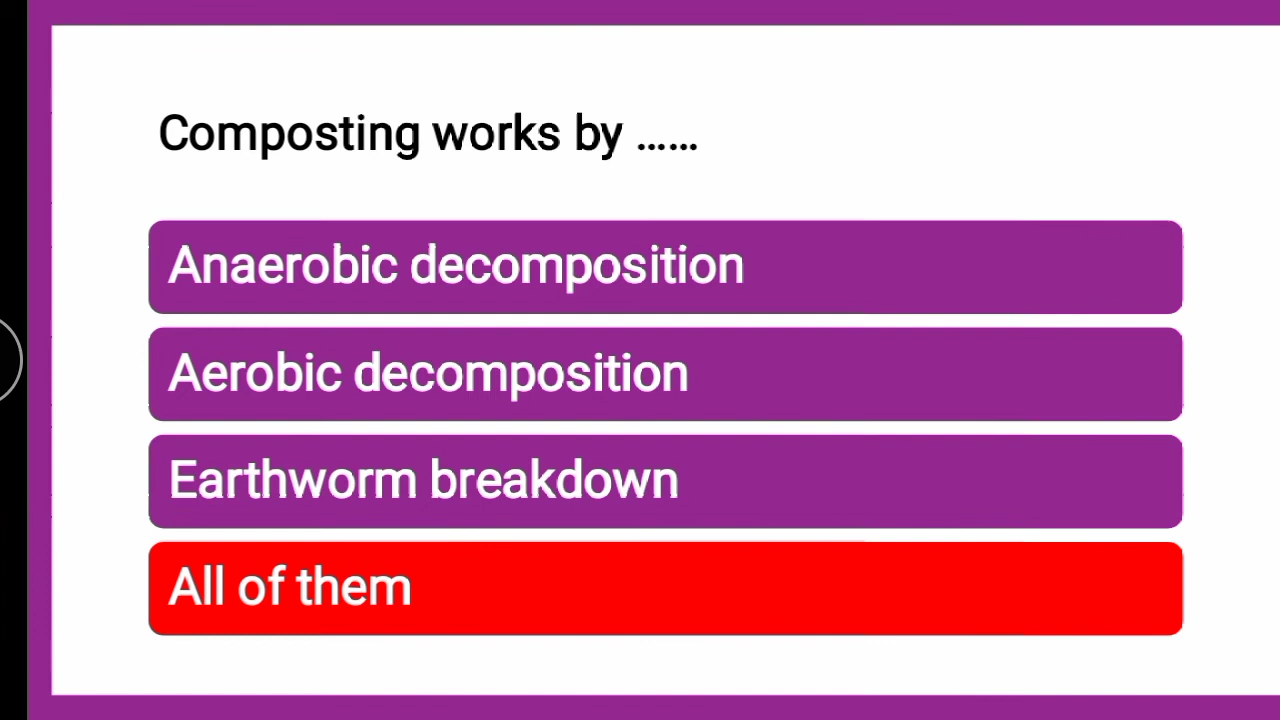 Composting works by ......
Anaerobic decomposition
Aerobic decomposition
Earthworm breakdown
All of them